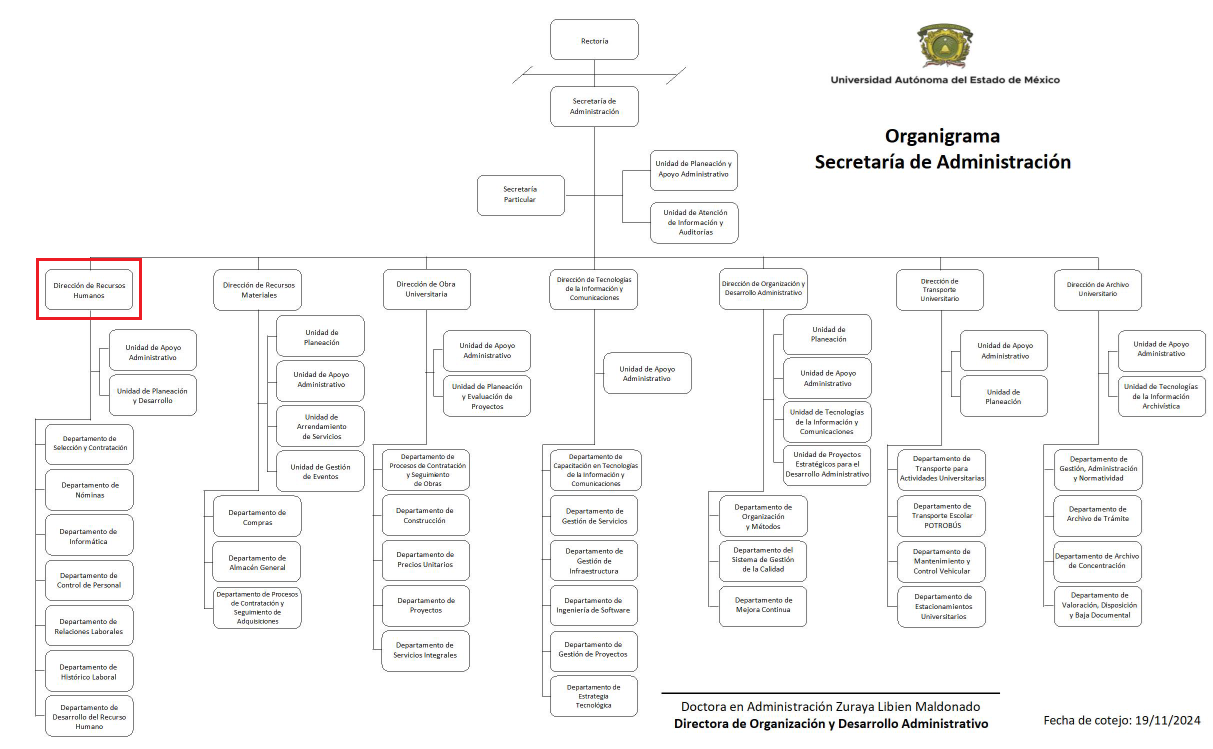 Rectoría
Universidad Autónoma del Estado de México
Secretaría de
Administración
Organigrama
Secretaría de Administración
Unidad de Planeación y
Apoyo Administrativo
Secretaría
Particular
Unidad de Atención
de Información y
Auditorías
Dirección de Recursos
Humanos
Dirección de Recursos
Materiales
Dirección de Obra
Universitaria
Dirección de Tecnologías
de la Información y
Comunicaciones
Dirección de Organización y
Desarrollo Administrativo
Dirección de
Transporte
Universitario
Dirección de Archivo
Universitario
Unidad de Apoyo
Administrativo
Unidad de Planeación
y Desarrollo
Departamento de
Selección y Contratación
Departamento de
Nóminas
Departamento de
Informática
Departamento de
Control de Personal
Departamento de
Relaciones Laborales
Departamento de
Histórico Laboral
Departamento de
Desarrollo del Recurso
Humano
Unidad de
Planeación
Unidad de Apoyo
Administrativo
Unidad de
Arrendamiento
de Servicios
Unidad de Gestión
de Eventos
Departamento de
Compras
Departamento de
Almacén General
Departamento de Procesos
de Contratación y
Seguimiento de
Adquisiciones
Unidad de Apoyo
Administrativo
Unidad de Planeación
y Evaluación de
Proyectos
Departamento de
Procesos de Contratación
y Seguimiento
de Obras
Departamento de
Construcción
Departamento de
Precios Unitarios
Departamento de
Proyectos
Departamento de
Servicios Integrales
Unidad de Apoyo
Administrativo
Departamento de
Capacitación en Tecnologías
de la Información y
Comunicaciones
Departamento de
Gestión de Servicios
Departamento de
Gestión de
Infraestructura
Departamento de
Ingeniería de Software
Departamento de
Gestión de Proyectos
Departamento de
Estrategia
Tecnológica
Unidad de
Planeación
Unidad de Apoyo
Administrativo
Unidad de Tecnologías
de la Información y
Comunicaciones
Unidad de Proyectos
Estratégicos para el
Desarrollo Administrativo
Departamento de
Organización
y Métodos
Departamento del
Sistema de Gestión
de la Calidad
Departamento de
Mejora Continua
Unidad de Apoyo
Administrativo
Unidad de
Planeación
Departamento de
Transporte para
Actividades Universitarias
Departamento de
Transporte Escolar
POTROBÚS
Departamento de
Mantenimiento y
Control Vehicular
Departamento de
Estacionamientos
Universitarios
Unidad de Apoyo
Administrativo
Unidad de Tecnologías
de la Información
Archivística
Departamento de
Gestión, Administración
y Normatividad
Departamento de
Archivo de Trámite
Departamento de Archivo
de Concentración
Departamento de
Valoración, Disposición
y Baja Documental
Doctora en Administración Zuraya Libien Maldonado
Directora de Organización y Desarrollo Administrativo
Fecha de cotejo: 19/11/2024